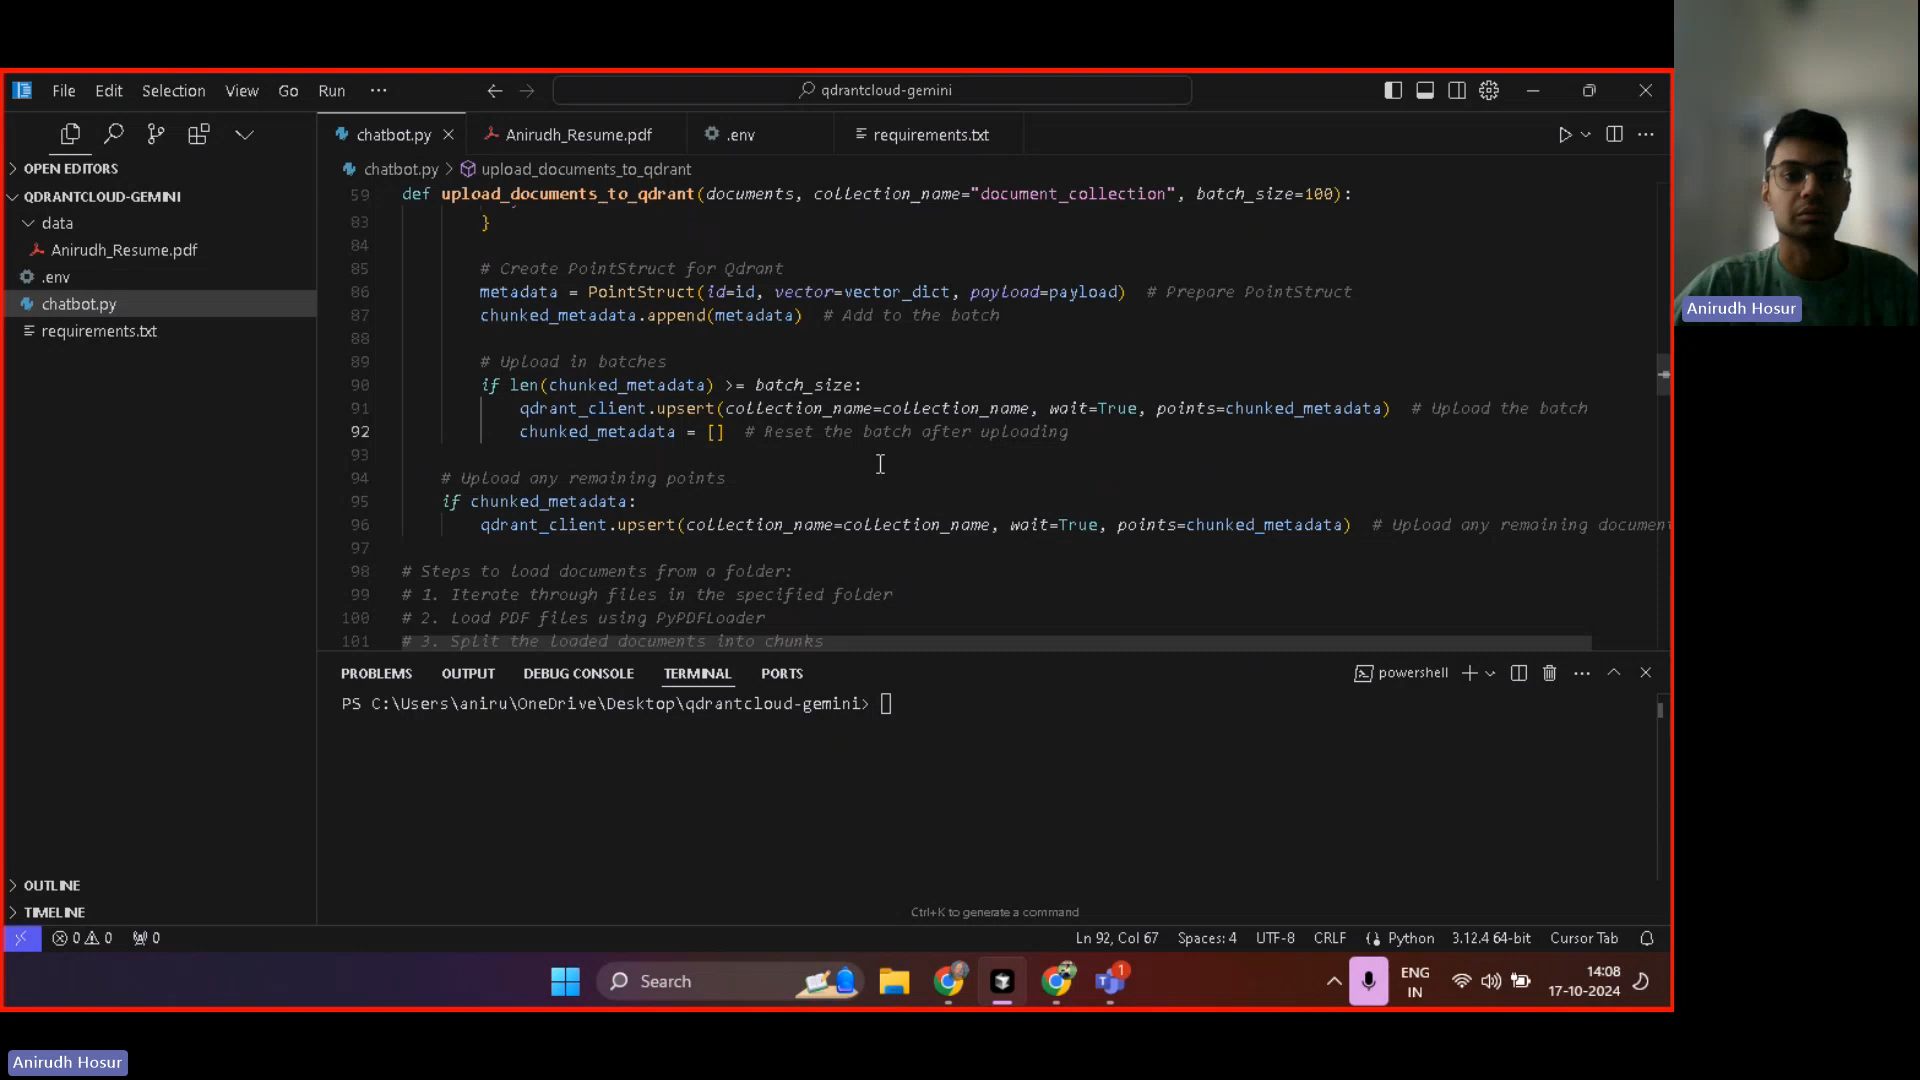 File Edit Selection View Go Run ··· qdrantcloud-gemini
chatbot.py Anirudh_Resume.pdf .env requirements.txt
OPEN EDITORS
QDRANTCLOUD-GEMINI
data
Anirudh_Resume.pdf
.env
chatbot.py
requirements.txt
OUTLINE
TIMELINE
chatbot.py > upload_documents_to_qdrant
59 def upload_documents_to_qdrant(documents, collection_name="document_collection", batch_size=100):
83 }
84
85 # Create PointStruct for Qdrant
86 metadata = PointStruct(id=id, vector=vector_dict, payload=payload) # Prepare PointStruct
87 chunked_metadata.append(metadata) # Add to the batch
88
89 # Upload in batches
90 if len(chunked_metadata) >= batch_size:
91 qdrant_client.upsert(collection_name=collection_name, wait=True, points=chunked_metadata) # Upload the batch
92 chunked_metadata = [] # Reset the batch after uploading
93
94 # Upload any remaining points
95 if chunked_metadata:
96 qdrant_client.upsert(collection_name=collection_name, wait=True, points=chunked_metadata) # Upload any remaining documen
97
98 # Steps to load documents from a folder:
99 # 1. Iterate through files in the specified folder
100 # 2. Load PDF files using PyPDFLoader
101 # 3. Split the loaded documents into chunks
PROBLEMS OUTPUT DEBUG CONSOLE TERMINAL PORTS powershell
PS C:\Users\aniru\OneDrive\Desktop\qdrantcloud-gemini>
Ctrl+K to generate a command
0 0 0 Ln 92, Col 67 Spaces: 4 UTF-8 CRLF Python 3.12.4 64-bit Cursor Tab
Search 1 ENG IN 14:08 17-10-2024
Anirudh Hosur
Anirudh Hosur